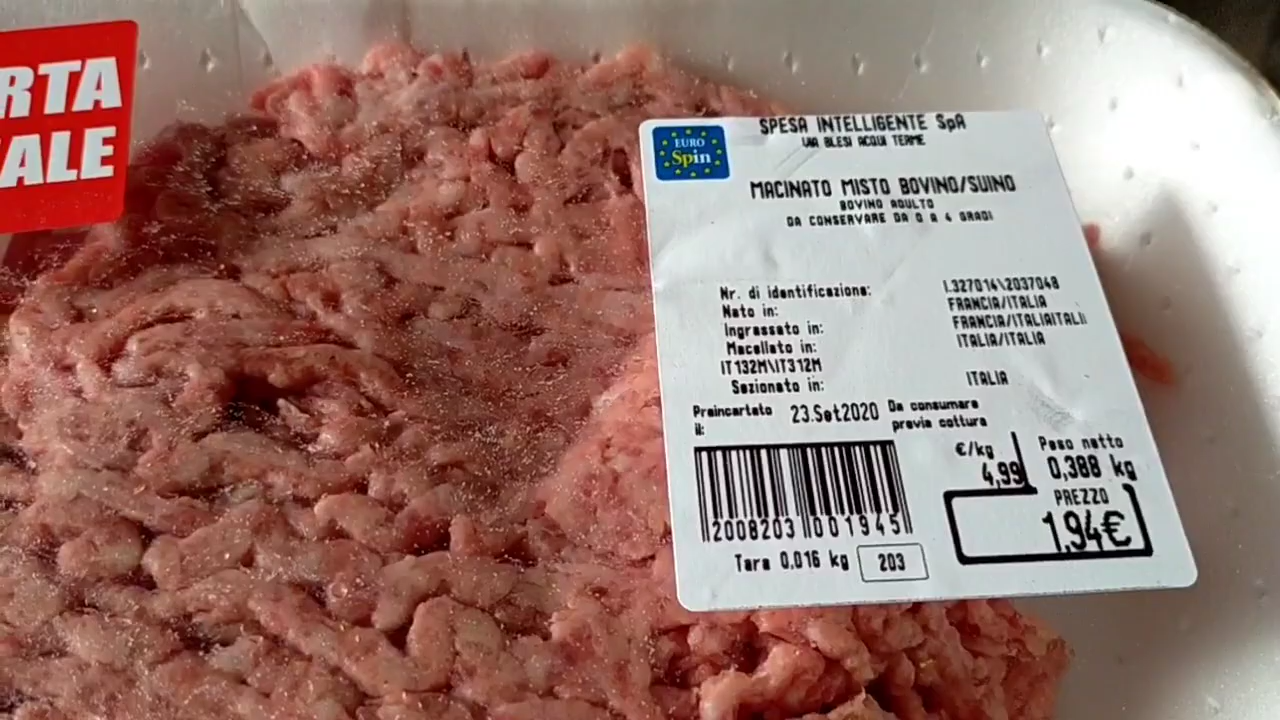 RTA
ALE
EURO
Spin
SPESA INTELLIGENTE SpA
VIA BLESI ACQUI TERME
MACINATO MISTO BOVINO/SUINO
BOVINO ADULTO
DA CONSERVARE DA 0 A 4 GRADI
Nr. di identificazione: L327014\2037048
Nato in: FRANCIA/ITALIA
Ingrassato in: FRANCIA/ITALIAITALI
Macellato in: ITALIA/ITALIA
IT132M\IT312M
Sezionato in: ITALIA
Preincartato il: 23.Set2020 Da consumare
previa cottura
€/kg
4,99
Peso netto
0,388 kg
PREZZO
1,94€
2008203 001945
Tara 0,016 kg 203